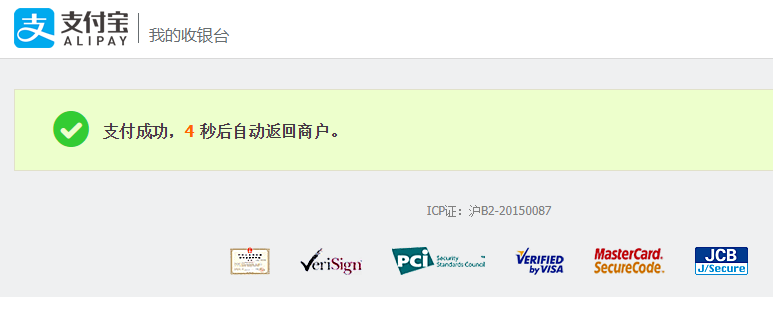 支付宝
ALIPAY
我的收银台
支付成功，4 秒后自动返回商户。
ICP证：沪B2-20150087
VeriSign
PCI Security
Standards Council
VERIFIED
by VISA
MasterCard.
SecureCode.
JCB
J/Secure